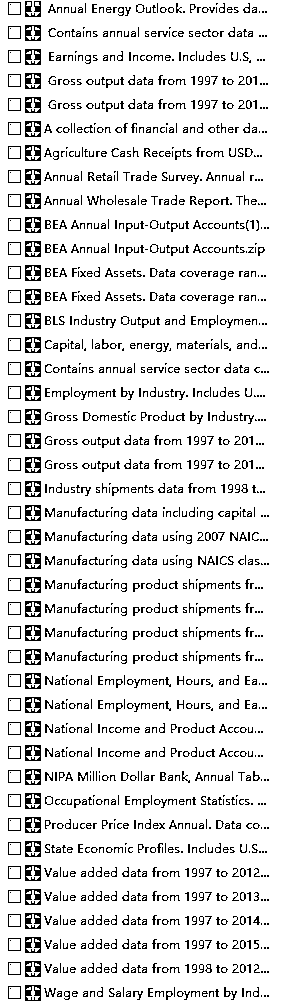 Annual Energy Outlook. Provides da...
Contains annual service sector data ...
Earnings and Income. Includes U.S, ...
Gross output data from 1997 to 201...
Gross output data from 1997 to 201...
A collection of financial and other da...
Agriculture Cash Receipts from USD...
Annual Retail Trade Survey. Annual r...
Annual Wholesale Trade Report. The...
BEA Annual Input-Output Accounts(1)...
BEA Annual Input-Output Accounts.zip
BEA Fixed Assets. Data coverage ran...
BEA Fixed Assets. Data coverage ran...
BLS Industry Output and Employmen...
Capital, labor, energy, materials, and...
Contains annual service sector data c...
Employment by Industry. Includes U....
Gross Domestic Product by Industry....
Gross output data from 1997 to 201...
Gross output data from 1997 to 201...
Industry shipments data from 1998 t...
Manufacturing data including capital ...
Manufacturing data using 2007 NAIC...
Manufacturing data using NAICS clas...
Manufacturing product shipments fr...
Manufacturing product shipments fr...
Manufacturing product shipments fr...
Manufacturing product shipments fr...
National Employment, Hours, and Ea...
National Employment, Hours, and Ea...
National Income and Product Accou...
National Income and Product Accou...
NIPA Million Dollar Bank, Annual Tab...
Occupational Employment Statistics. ...
Producer Price Index Annual. Data co...
State Economic Profiles. Includes U.S...
Value added data from 1997 to 2012...
Value added data from 1997 to 2013...
Value added data from 1997 to 2014...
Value added data from 1997 to 2015...
Value added data from 1998 to 2012...
Wage and Salary Employment by Ind...